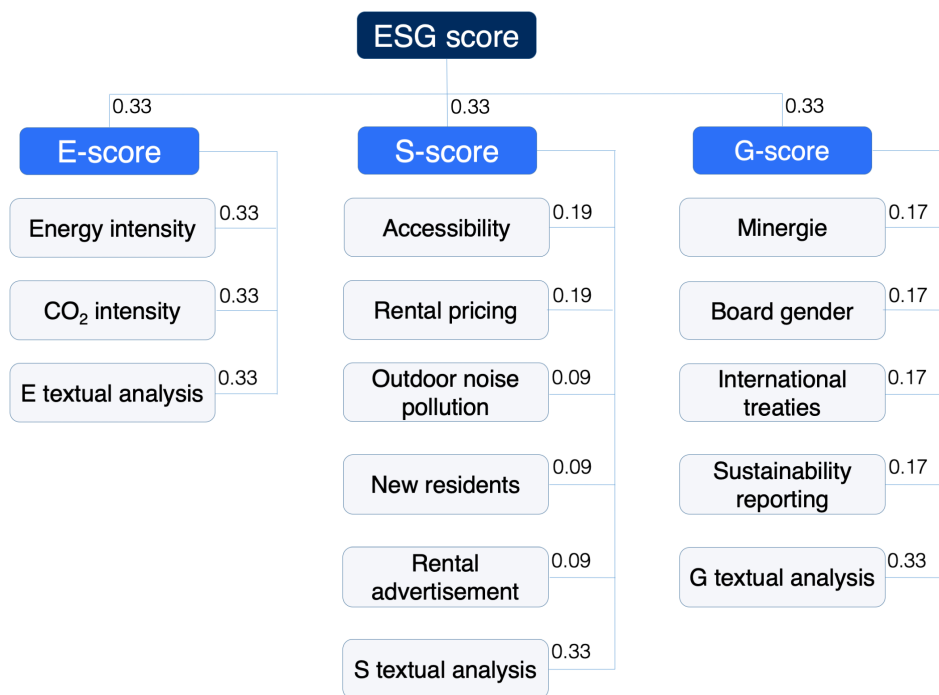 ESG score
0.33
0.33
0.33
E-score
S-score
G-score
0.33
Energy intensity
0.33
CO₂ intensity
0.33
E textual analysis
0.19
Accessibility
0.19
Rental pricing
0.09
Outdoor noise
pollution
0.09
New residents
0.09
Rental
advertisement
0.33
S textual analysis
0.17
Minergie
0.17
Board gender
0.17
International
treaties
0.17
Sustainability
reporting
0.33
G textual analysis